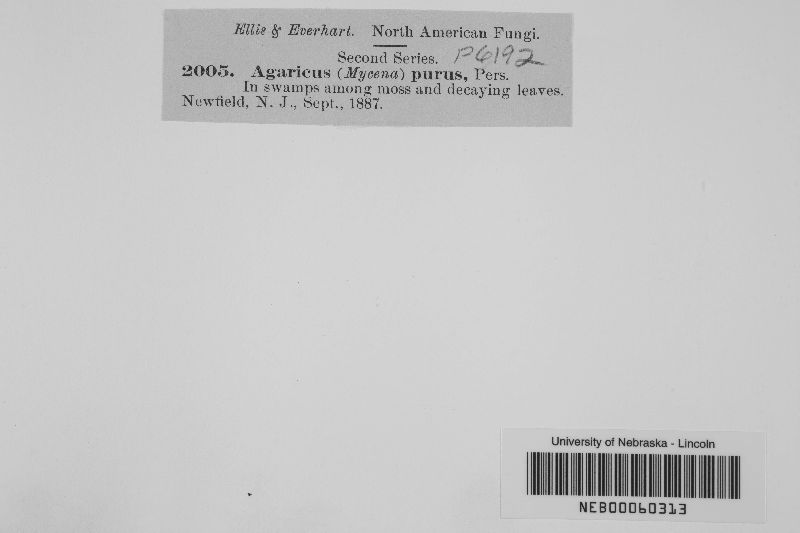 Ellis & Everhart. North American Fungi.
Second Series. P6192
2005. Agaricus (Mycena) purus, Pers.
In swamps among moss and decaying leaves.
Newfield, N. J., Sept., 1887.
University of Nebraska - Lincoln
NEB00060313